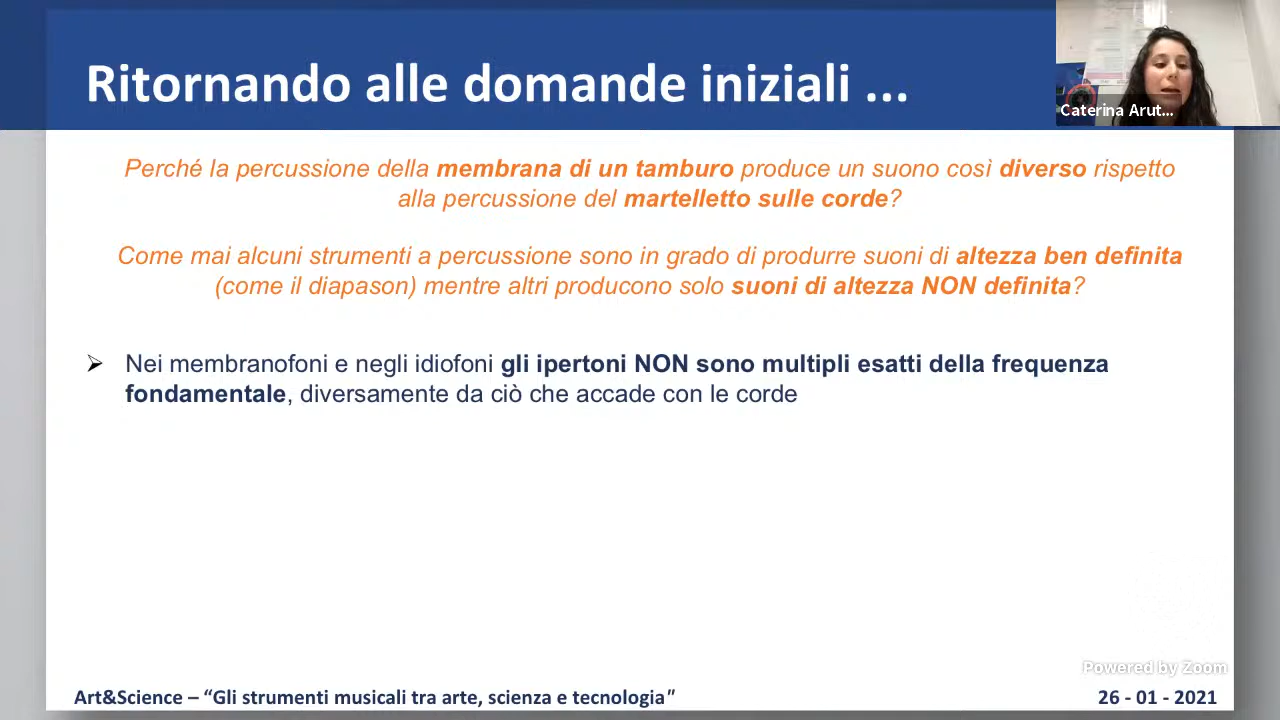 Ritornando alle domande iniziali ...
Caterina Arut...
Perché la percussione della membrana di un tamburo produce un suono così diverso rispetto
alla percussione del martelletto sulle corde?
Come mai alcuni strumenti a percussione sono in grado di produrre suoni di altezza ben definita
(come il diapason) mentre altri producono solo suoni di altezza NON definita?
Nei membranofoni e negli idiofoni gli ipertoni NON sono multipli esatti della frequenza
fondamentale, diversamente da ciò che accade con le corde
Powered by Zoom
Art&Science – “Gli strumenti musicali tra arte, scienza e tecnologia"
26 - 01 - 2021